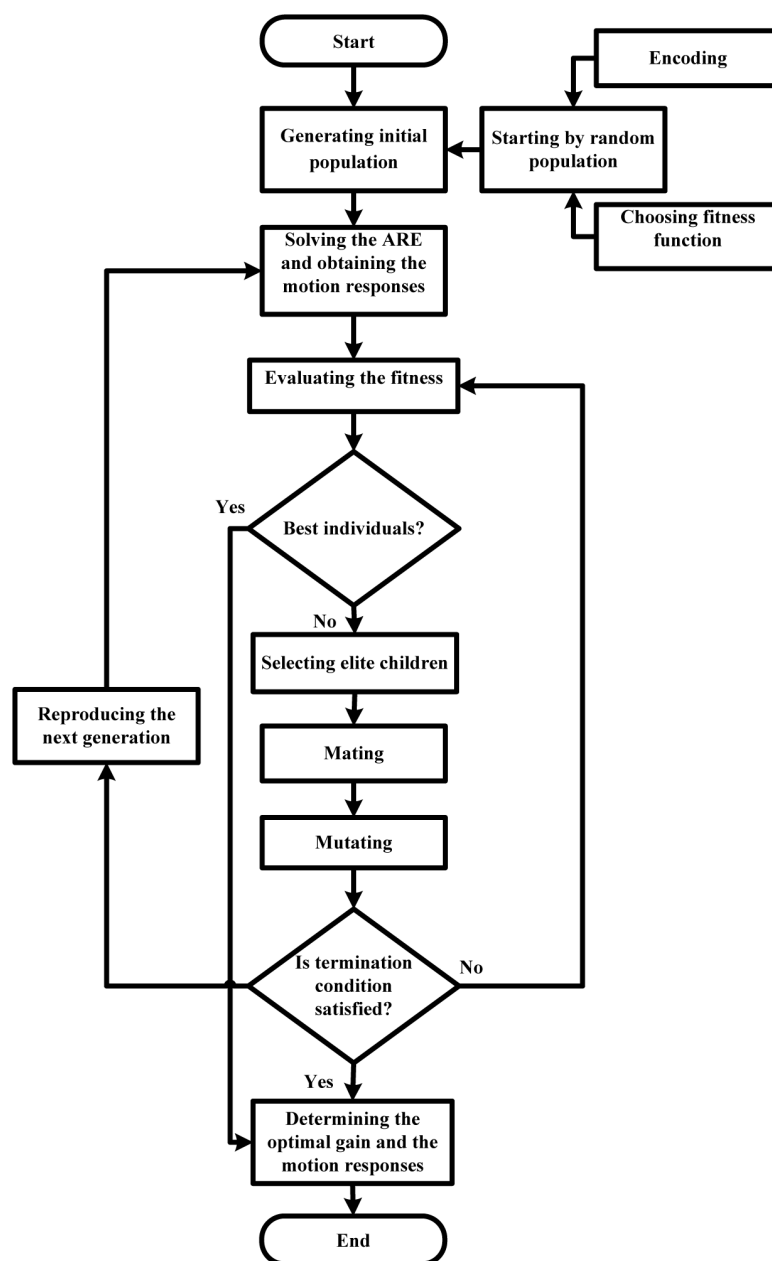 Start
Encoding
Generating initial
population
Starting by random
population
Choosing fitness
function
Solving the ARE
and obtaining the
motion responses
Evaluating the fitness
Yes
Best individuals?
No
Selecting elite children
Reproducing the
next generation
Mating
Mutating
Is termination
condition
satisfied?
No
Yes
Determining the
optimal gain and the
motion responses
End